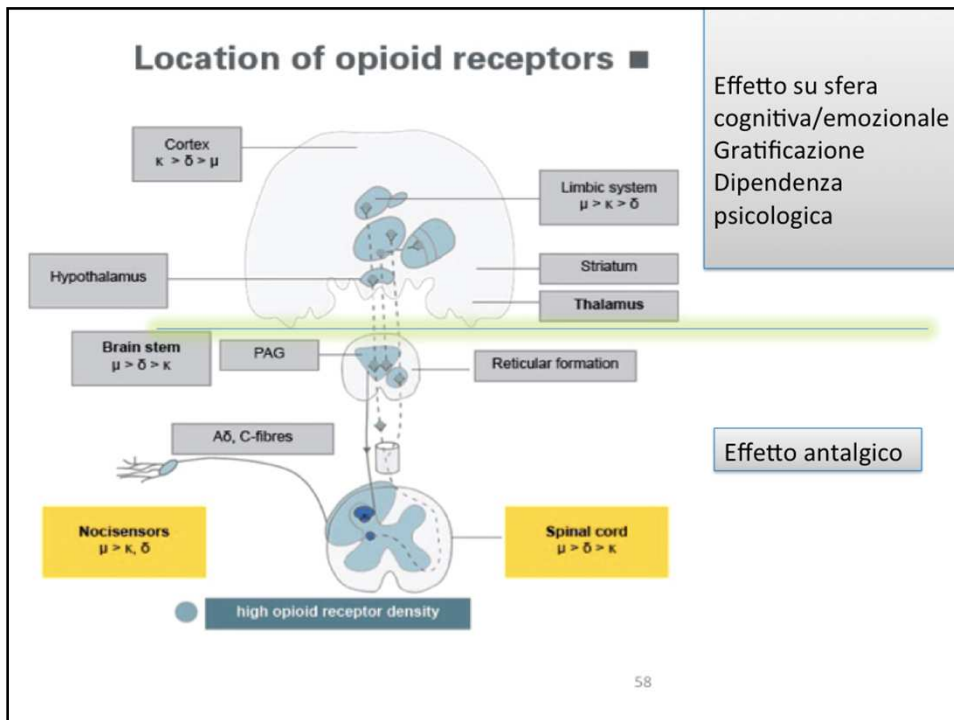 Location of opioid receptors ■
Effetto su sfera
cognitiva/emozionale
Gratificazione
Dipendenza
psicologica
Cortex
κ > δ > μ
Limbic system
μ > κ > δ
Hypothalamus
Striatum
Thalamus
Brain stem
μ > δ > κ
PAG
Reticular formation
Aδ, C-fibres
Effetto antalgico
Nocisensors
μ > κ, δ
Spinal cord
μ > δ > κ
high opioid receptor density
58